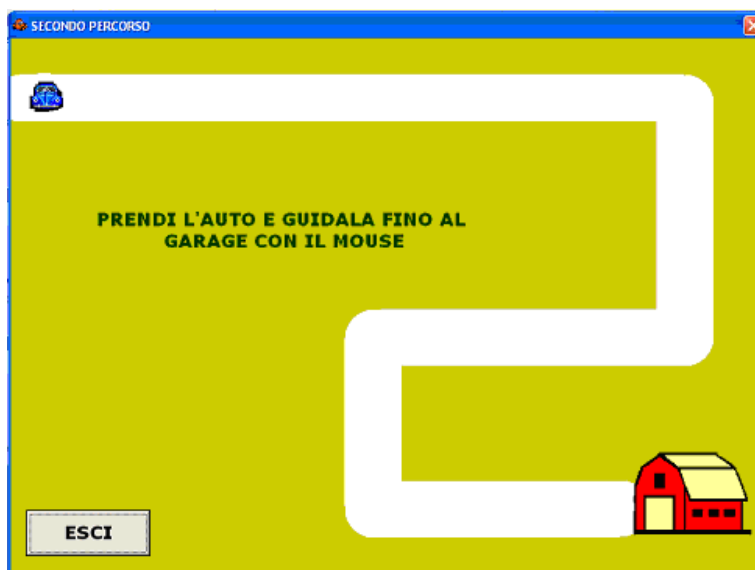 SECONDO PERCORSO
PRENDI L'AUTO E GUIDALA FINO AL
GARAGE CON IL MOUSE
ESCI